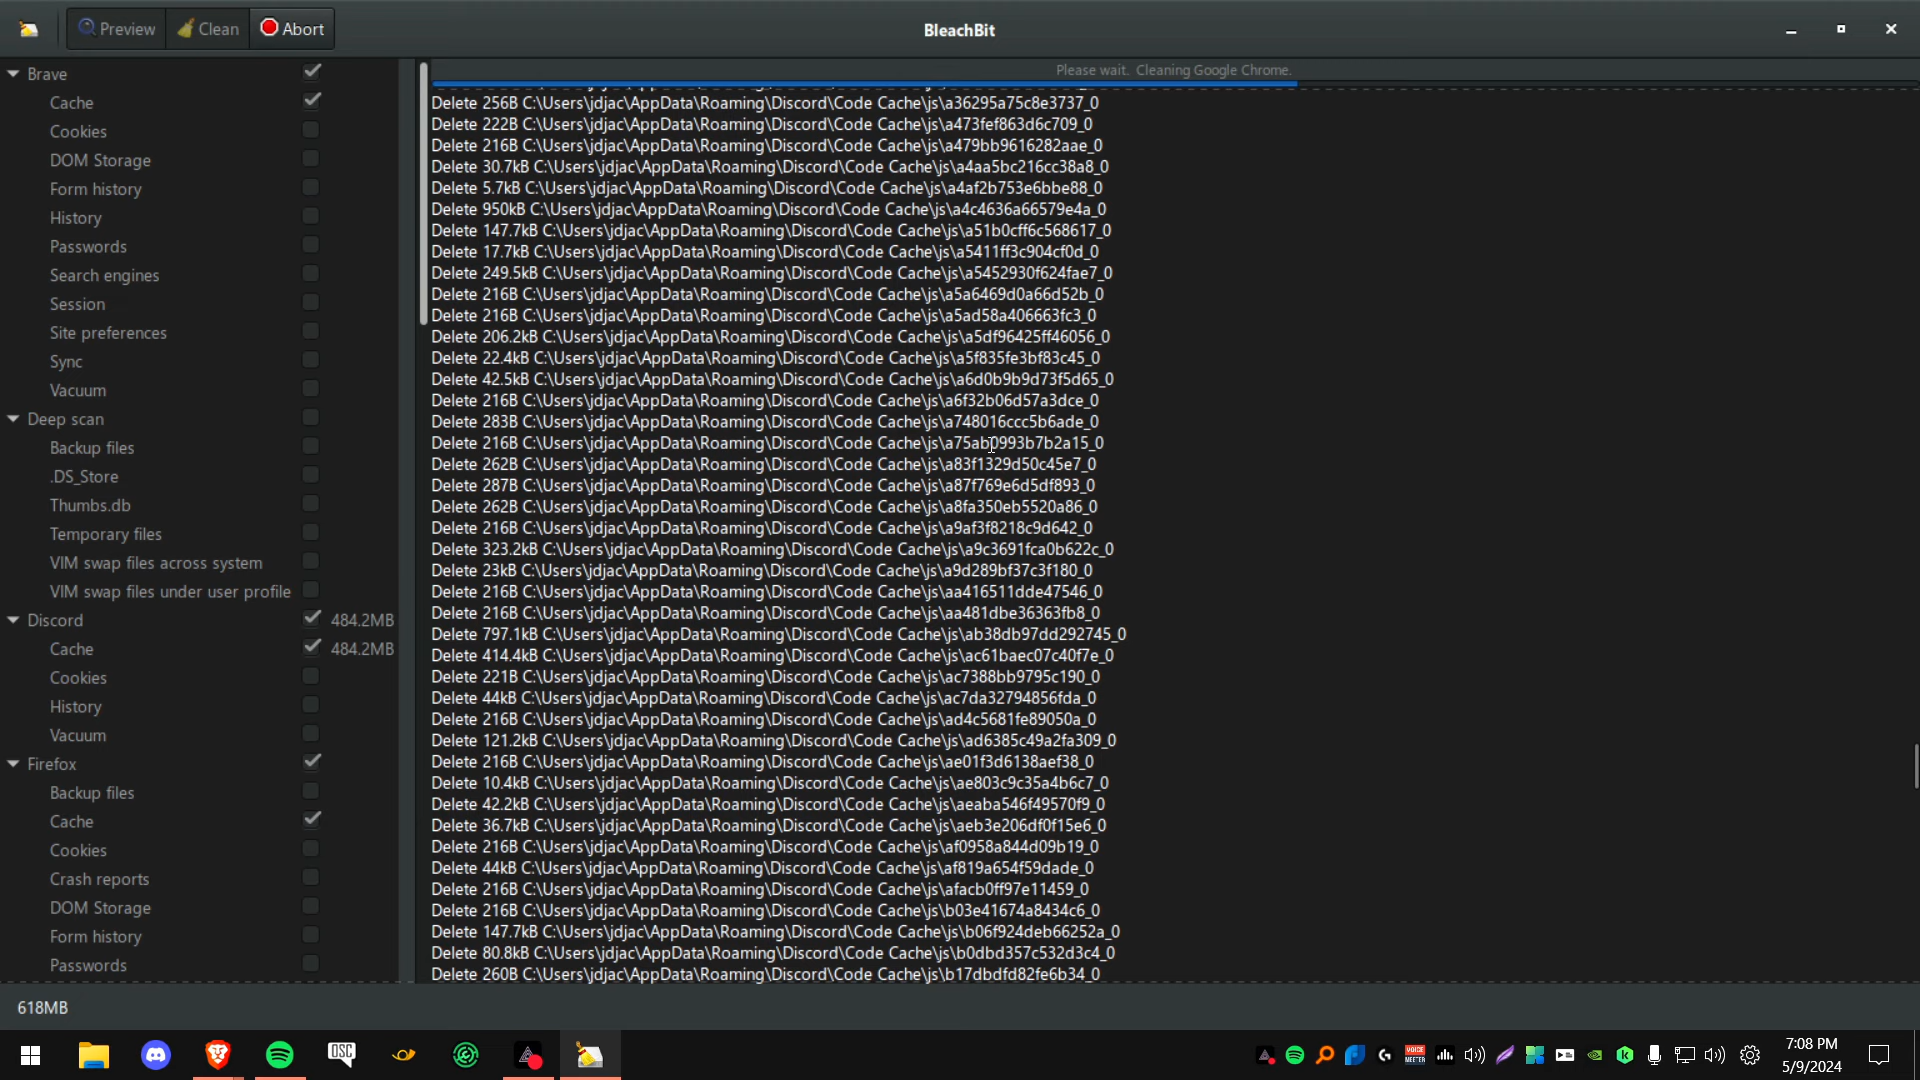 Preview
Clean
Abort
BleachBit
Brave
Cache
Cookies
DOM Storage
Form history
History
Passwords
Search engines
Session
Site preferences
Sync
Vacuum
Deep scan
Backup files
.DS_Store
Thumbs.db
Temporary files
VIM swap files across system
VIM swap files under user profile
Discord 484.2MB
Cache 484.2MB
Cookies
History
Vacuum
Firefox
Backup files
Cache
Cookies
Crash reports
DOM Storage
Form history
Passwords
Please wait. Cleaning Google Chrome.
Delete 256B C:\Users\jdjac\AppData\Roaming\Discord\Code Cache\js\a36295a75c8e3737_0
Delete 222B C:\Users\jdjac\AppData\Roaming\Discord\Code Cache\js\a473fef863d6c709_0
Delete 216B C:\Users\jdjac\AppData\Roaming\Discord\Code Cache\js\a479bb9616282aae_0
Delete 30.7kB C:\Users\jdjac\AppData\Roaming\Discord\Code Cache\js\a4aa5bc216cc38a8_0
Delete 5.7kB C:\Users\jdjac\AppData\Roaming\Discord\Code Cache\js\a4af2b753e6bbe88_0
Delete 950kB C:\Users\jdjac\AppData\Roaming\Discord\Code Cache\js\a4c4636a66579e4a_0
Delete 147.7kB C:\Users\jdjac\AppData\Roaming\Discord\Code Cache\js\a51b0cff6c568617_0
Delete 17.7kB C:\Users\jdjac\AppData\Roaming\Discord\Code Cache\js\a5411ff3c904cf0d_0
Delete 249.5kB C:\Users\jdjac\AppData\Roaming\Discord\Code Cache\js\a5452930f624fae7_0
Delete 216B C:\Users\jdjac\AppData\Roaming\Discord\Code Cache\js\a5a6469d0a66d52b_0
Delete 216B C:\Users\jdjac\AppData\Roaming\Discord\Code Cache\js\a5ad58a406663fc3_0
Delete 206.2kB C:\Users\jdjac\AppData\Roaming\Discord\Code Cache\js\a5df96425ff46056_0
Delete 22.4kB C:\Users\jdjac\AppData\Roaming\Discord\Code Cache\js\a5f835fe3bf83c45_0
Delete 42.5kB C:\Users\jdjac\AppData\Roaming\Discord\Code Cache\js\a6d0b9b9d73f5d65_0
Delete 216B C:\Users\jdjac\AppData\Roaming\Discord\Code Cache\js\a6f32b06d57a3dce_0
Delete 283B C:\Users\jdjac\AppData\Roaming\Discord\Code Cache\js\a748016ccc5b6ade_0
Delete 216B C:\Users\jdjac\AppData\Roaming\Discord\Code Cache\js\a75ab0993b7b2a15_0
Delete 262B C:\Users\jdjac\AppData\Roaming\Discord\Code Cache\js\a83f1329d50c45e7_0
Delete 287B C:\Users\jdjac\AppData\Roaming\Discord\Code Cache\js\a87f769e6d5df893_0
Delete 262B C:\Users\jdjac\AppData\Roaming\Discord\Code Cache\js\a8fa350eb5520a86_0
Delete 216B C:\Users\jdjac\AppData\Roaming\Discord\Code Cache\js\a9af3f8218c9d642_0
Delete 323.2kB C:\Users\jdjac\AppData\Roaming\Discord\Code Cache\js\a9c3691fca0b622c_0
Delete 23kB C:\Users\jdjac\AppData\Roaming\Discord\Code Cache\js\a9d289bf37c3f180_0
Delete 216B C:\Users\jdjac\AppData\Roaming\Discord\Code Cache\js\aa416511dde47546_0
Delete 216B C:\Users\jdjac\AppData\Roaming\Discord\Code Cache\js\aa481dbe36363fb8_0
Delete 797.1kB C:\Users\jdjac\AppData\Roaming\Discord\Code Cache\js\ab38db97dd292745_0
Delete 414.4kB C:\Users\jdjac\AppData\Roaming\Discord\Code Cache\js\ac61baec07c40f7e_0
Delete 221B C:\Users\jdjac\AppData\Roaming\Discord\Code Cache\js\ac7388bb9795c190_0
Delete 44kB C:\Users\jdjac\AppData\Roaming\Discord\Code Cache\js\ac7da32794856fda_0
Delete 216B C:\Users\jdjac\AppData\Roaming\Discord\Code Cache\js\ad4c5681fe89050a_0
Delete 121.2kB C:\Users\jdjac\AppData\Roaming\Discord\Code Cache\js\ad6385c49a2fa309_0
Delete 216B C:\Users\jdjac\AppData\Roaming\Discord\Code Cache\js\ae01f3d6138aef38_0
Delete 10.4kB C:\Users\jdjac\AppData\Roaming\Discord\Code Cache\js\ae803c9c35a4b6c7_0
Delete 42.2kB C:\Users\jdjac\AppData\Roaming\Discord\Code Cache\js\aeaba546f49570f9_0
Delete 36.7kB C:\Users\jdjac\AppData\Roaming\Discord\Code Cache\js\aeb3e206df0f15e6_0
Delete 216B C:\Users\jdjac\AppData\Roaming\Discord\Code Cache\js\af0958a844d09b19_0
Delete 44kB C:\Users\jdjac\AppData\Roaming\Discord\Code Cache\js\af819a654f59dade_0
Delete 216B C:\Users\jdjac\AppData\Roaming\Discord\Code Cache\js\afacb0ff97e11459_0
Delete 216B C:\Users\jdjac\AppData\Roaming\Discord\Code Cache\js\b03e41674a8434c6_0
Delete 147.7kB C:\Users\jdjac\AppData\Roaming\Discord\Code Cache\js\b06f924deb66252a_0
Delete 80.8kB C:\Users\jdjac\AppData\Roaming\Discord\Code Cache\js\b0dbd357c532d3c4_0
Delete 260B C:\Users\jdjac\AppData\Roaming\Discord\Code Cache\js\b17dbdfd82fe6b34_0
618MB
OSC
VOICE
MEETER
7:08 PM
5/9/2024